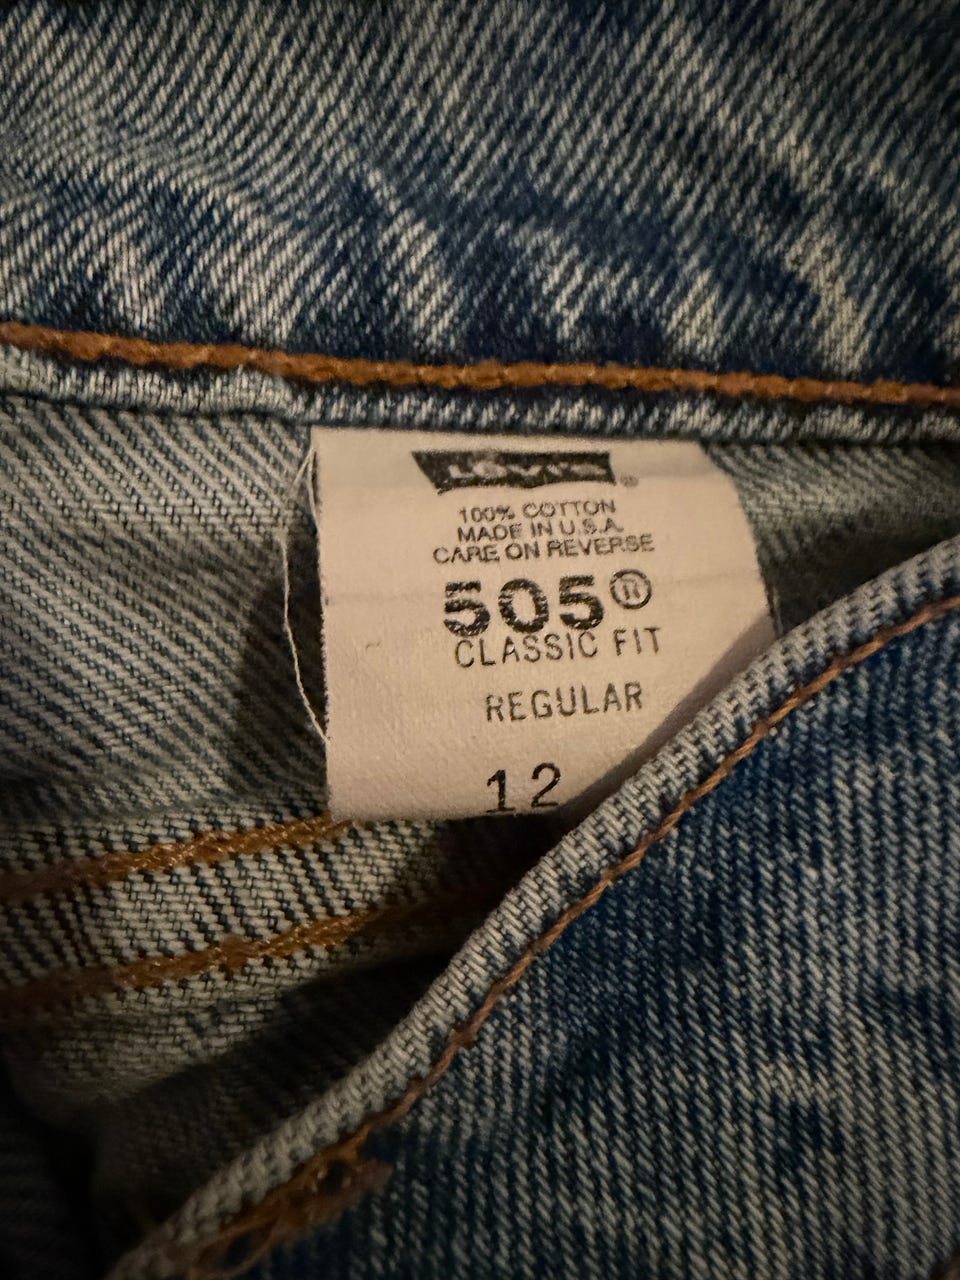 Levi's ®
100% COTTON
MADE IN U.S.A.
CARE ON REVERSE
505®
CLASSIC FIT
REGULAR
12